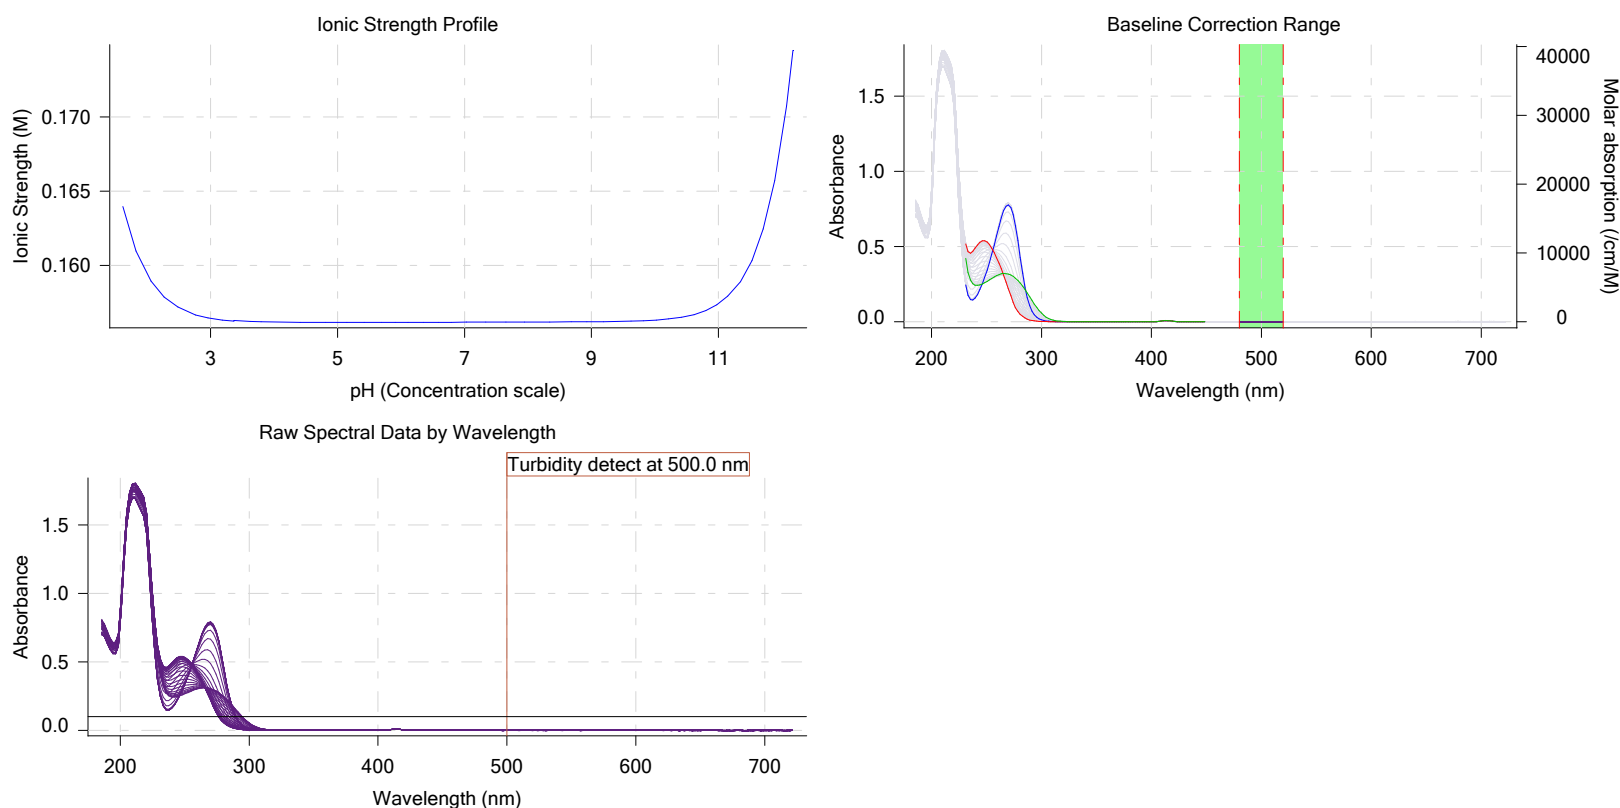 Ionic Strength Profile
Ionic Strength (M)
0.170
0.165
0.160
3 5 7 9 11
pH (Concentration scale)
Baseline Correction Range
Absorbance
1.5
1.0
0.5
0.0
40000
30000
20000
10000
0
Molar absorption (/cm/M)
200 300 400 500 600 700
Wavelength (nm)
Raw Spectral Data by Wavelength
Turbidity detect at 500.0 nm
Absorbance
1.5
1.0
0.5
0.0
200 300 400 500 600 700
Wavelength (nm)